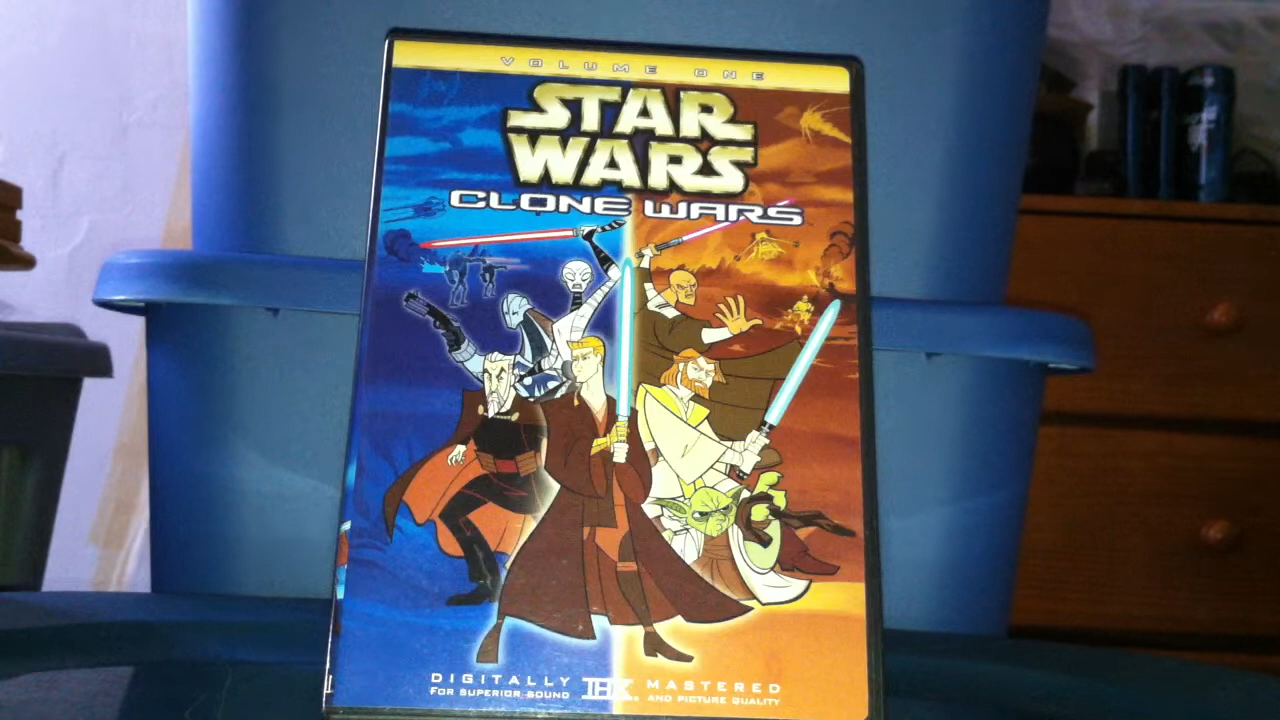 VOLUME ONE
STAR
WARS
CLONE WARS
DIGITALLY THX MASTERED
FOR SUPERIOR SOUND AND PICTURE QUALITY